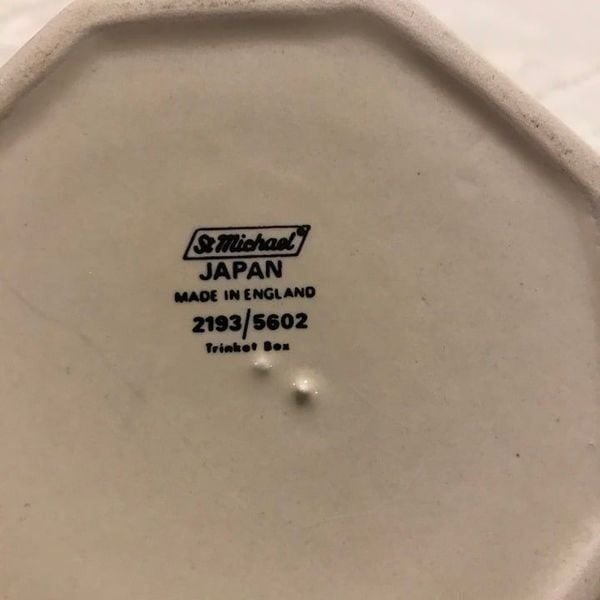 St Michael®
JAPAN
MADE IN ENGLAND
2193/5602
Trinket Box